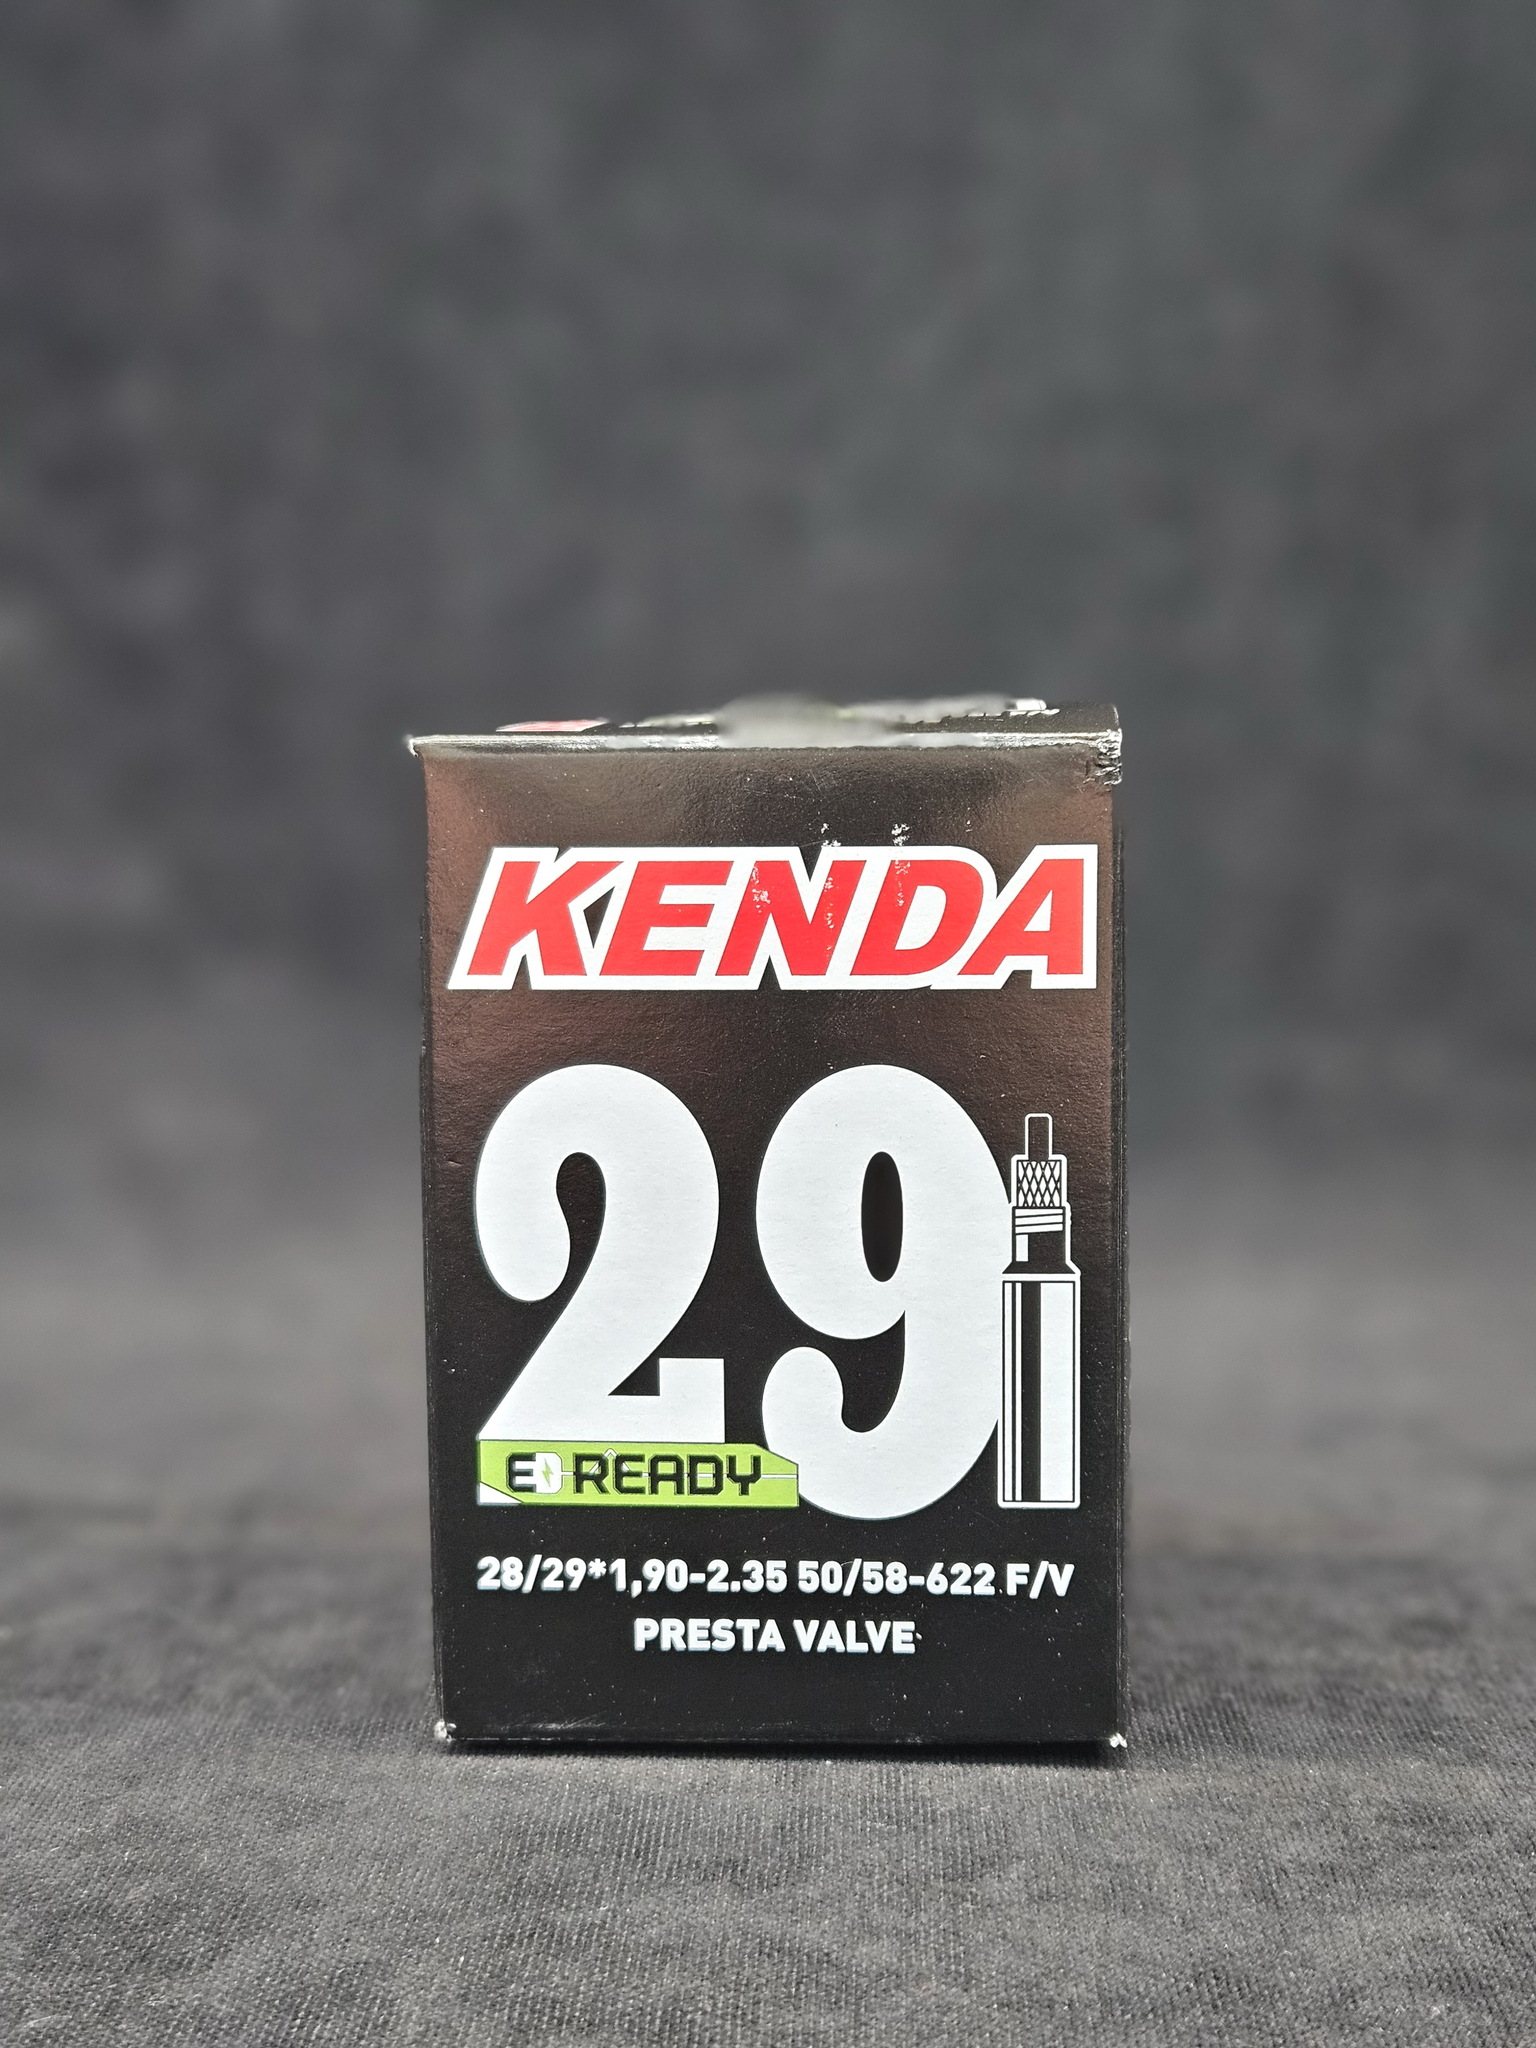 KENDA
29
E READY
28/29*1,90-2.35 50/58-622 F/V
PRESTA VALVE